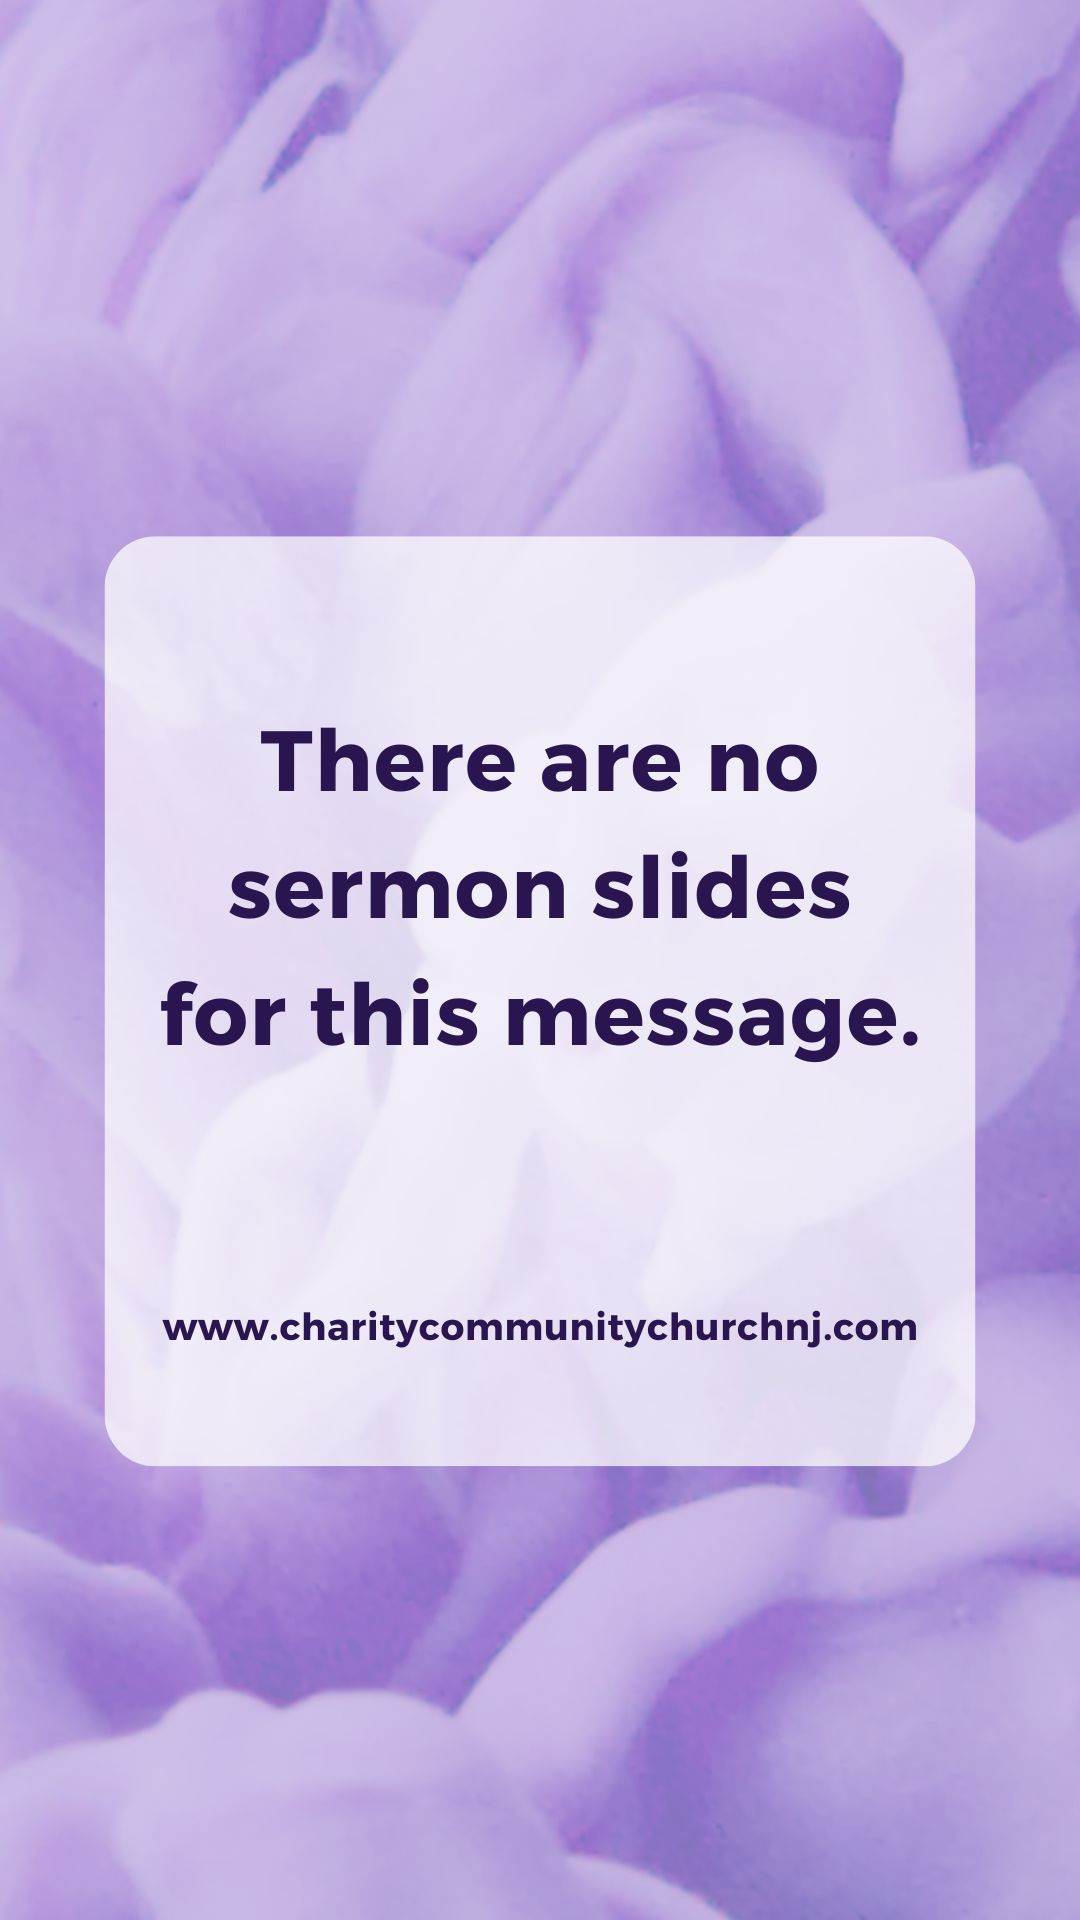 There are no
sermon slides
for this message.
www.charitycommunitychurchnj.com